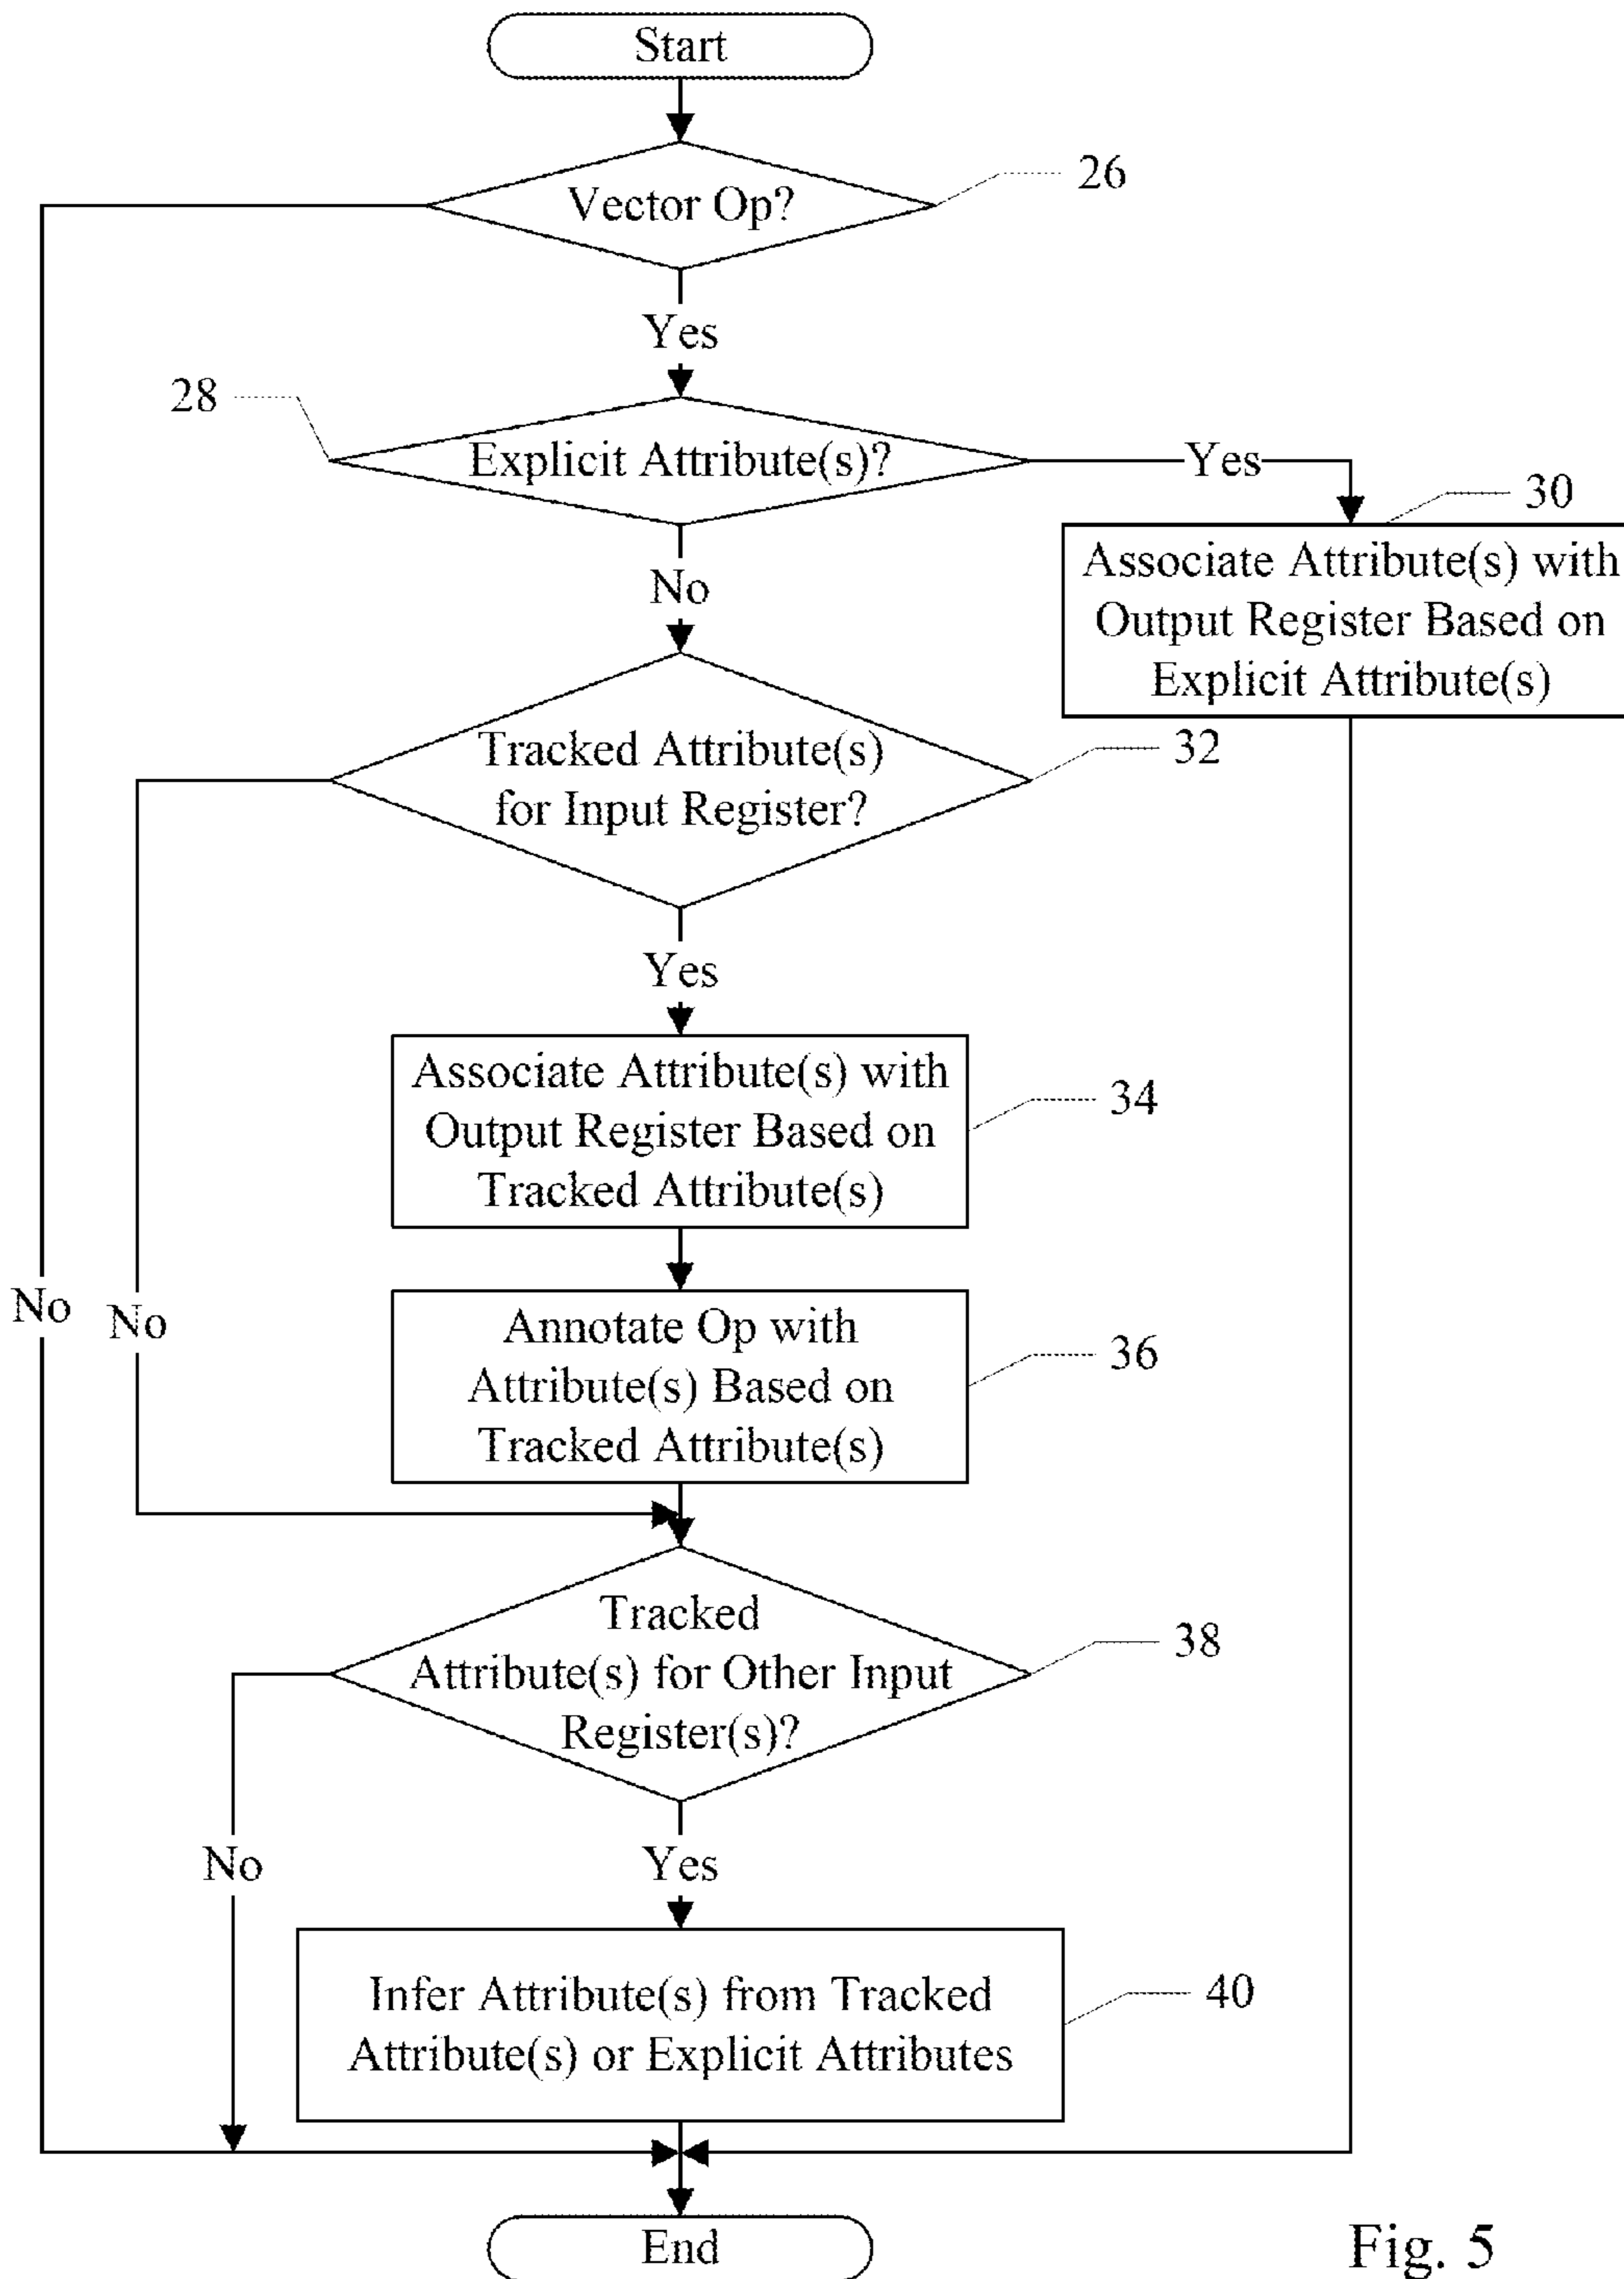 Start
Vector Op?
26
Yes
28
Explicit Attribute(s)?
Yes
30
Associate Attribute(s) with
Output Register Based on
Explicit Attribute(s)
No
Tracked Attribute(s)
for Input Register?
32
Yes
Associate Attribute(s) with
Output Register Based on
Tracked Attribute(s)
34
No
No
Annotate Op with
Attribute(s) Based on
Tracked Attribute(s)
36
Tracked
Attribute(s) for Other Input
Register(s)?
38
No
Yes
Infer Attribute(s) from Tracked
Attribute(s) or Explicit Attributes
40
End
Fig. 5